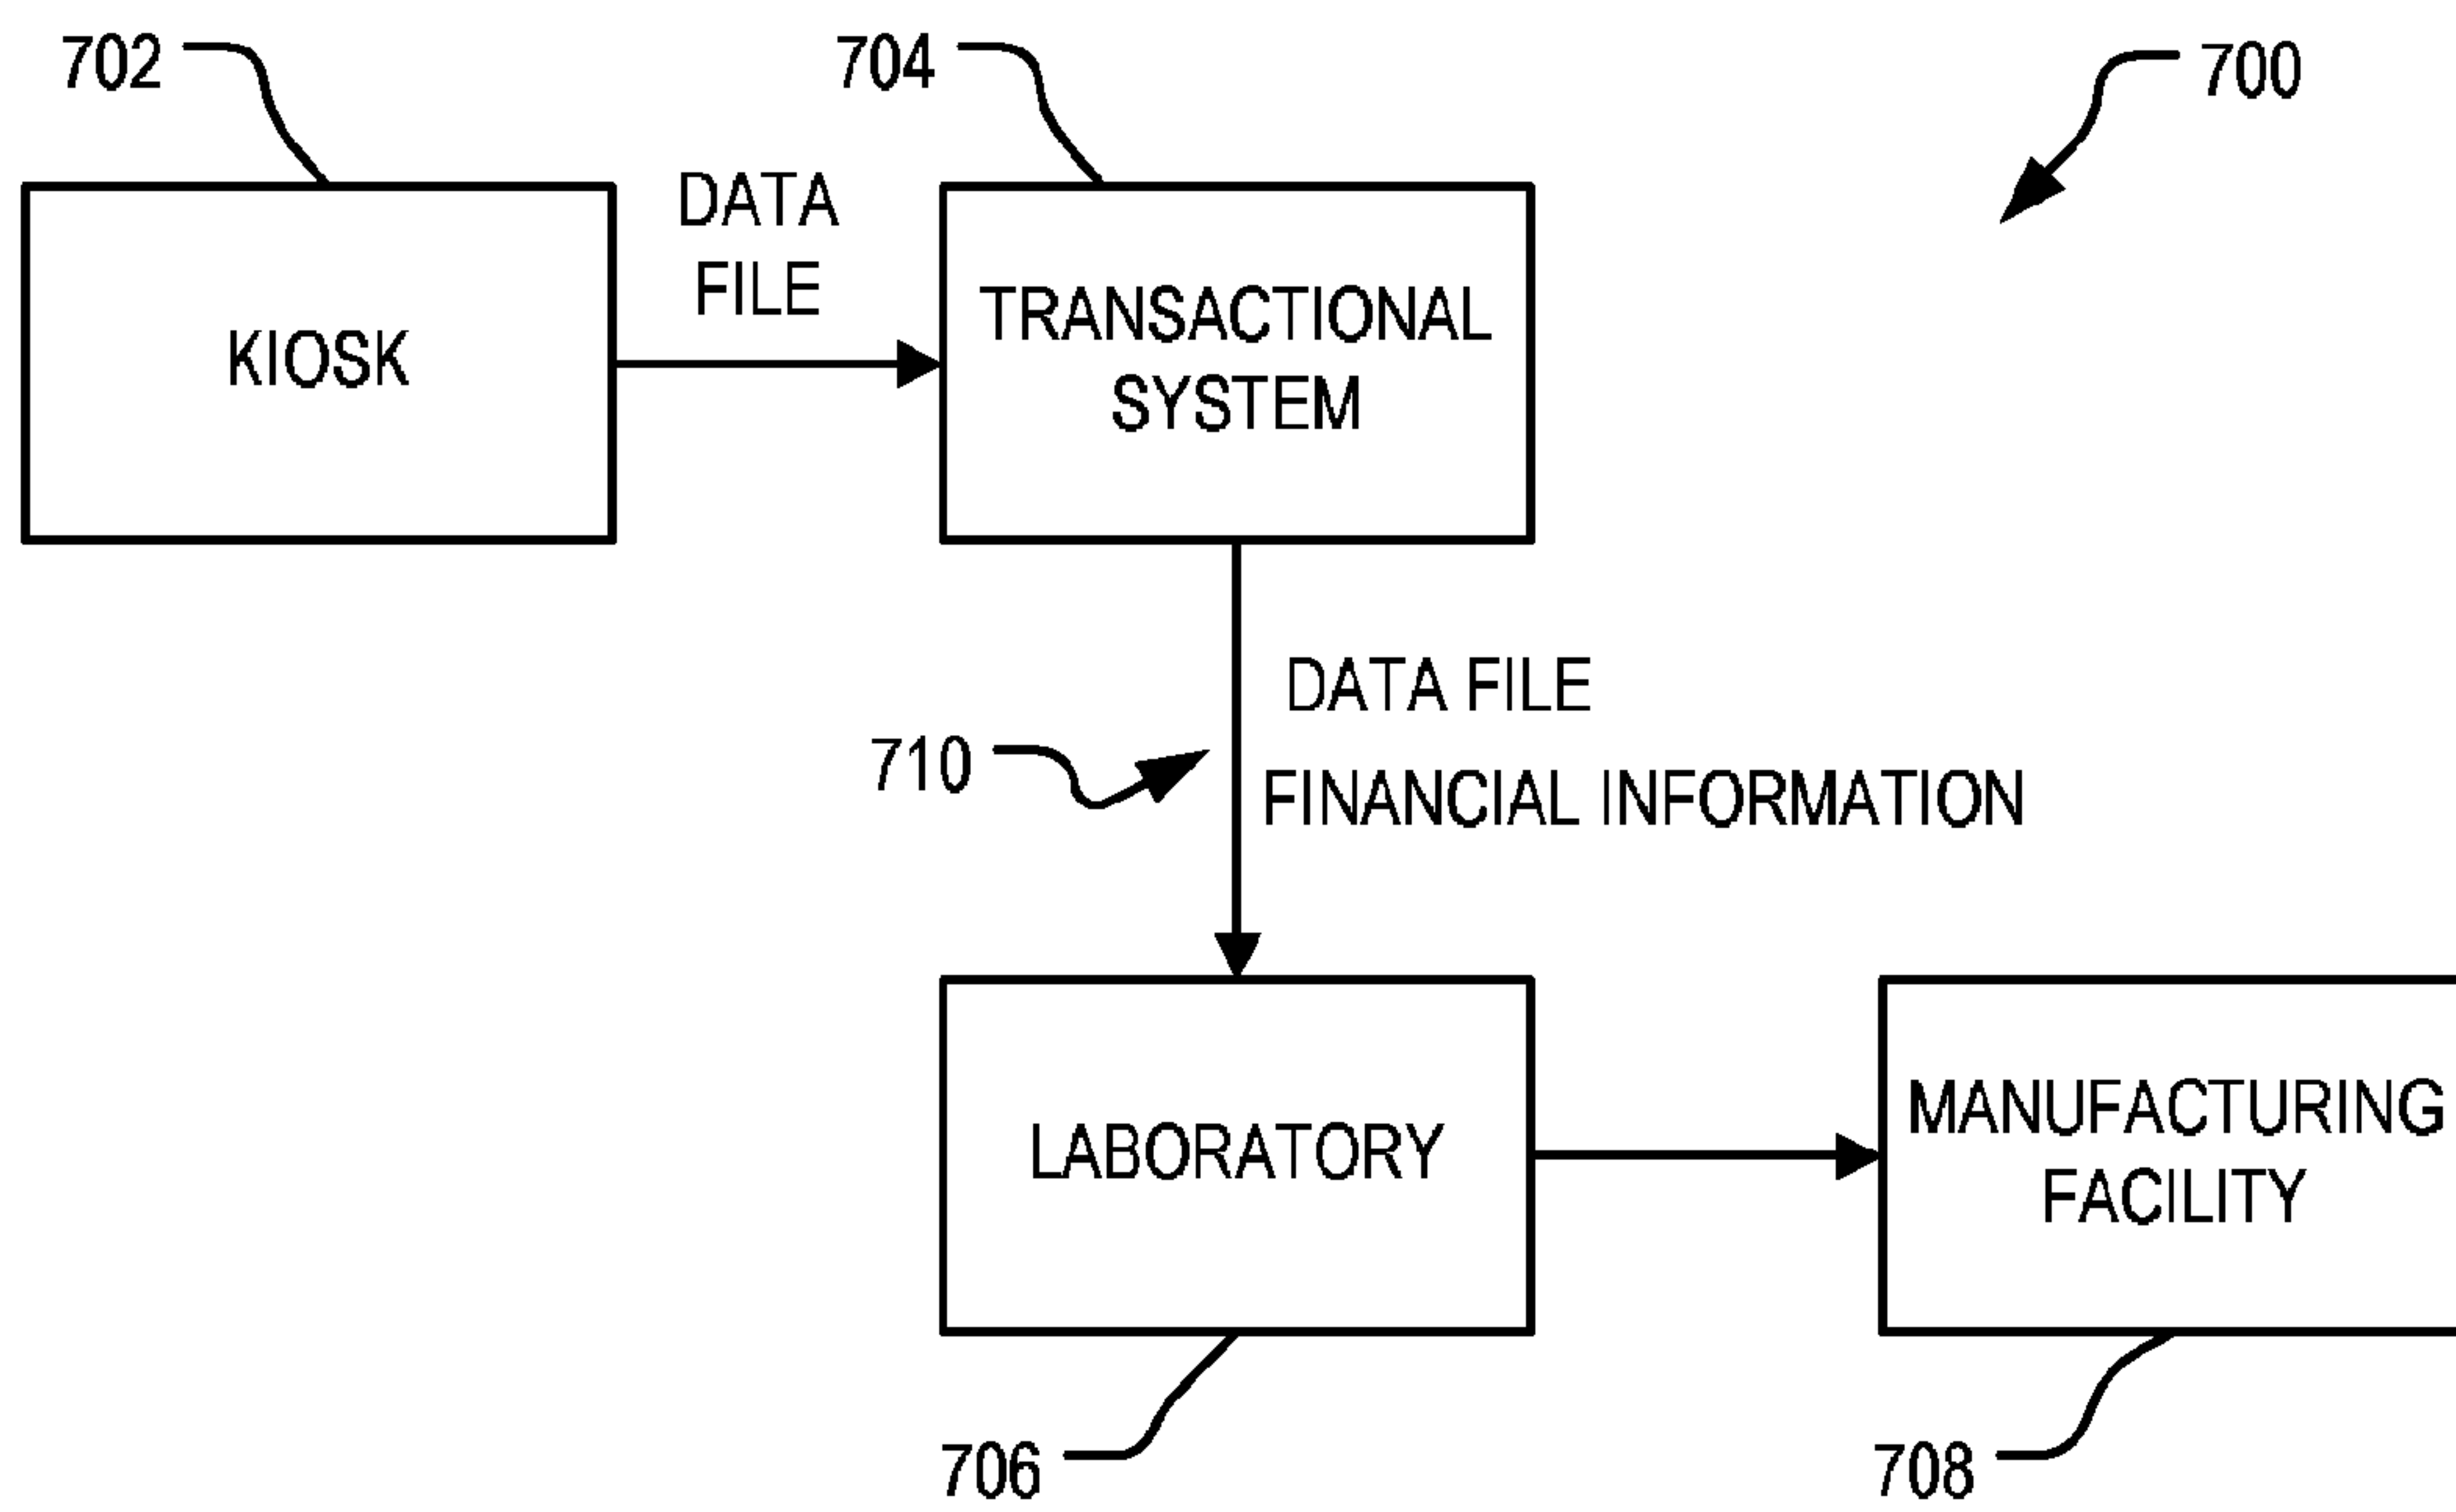 702
704
700
DATA
FILE
KIOSK
TRANSACTIONAL
SYSTEM
DATA FILE
710
FINANCIAL INFORMATION
LABORATORY
MANUFACTURING
FACILITY
706
708